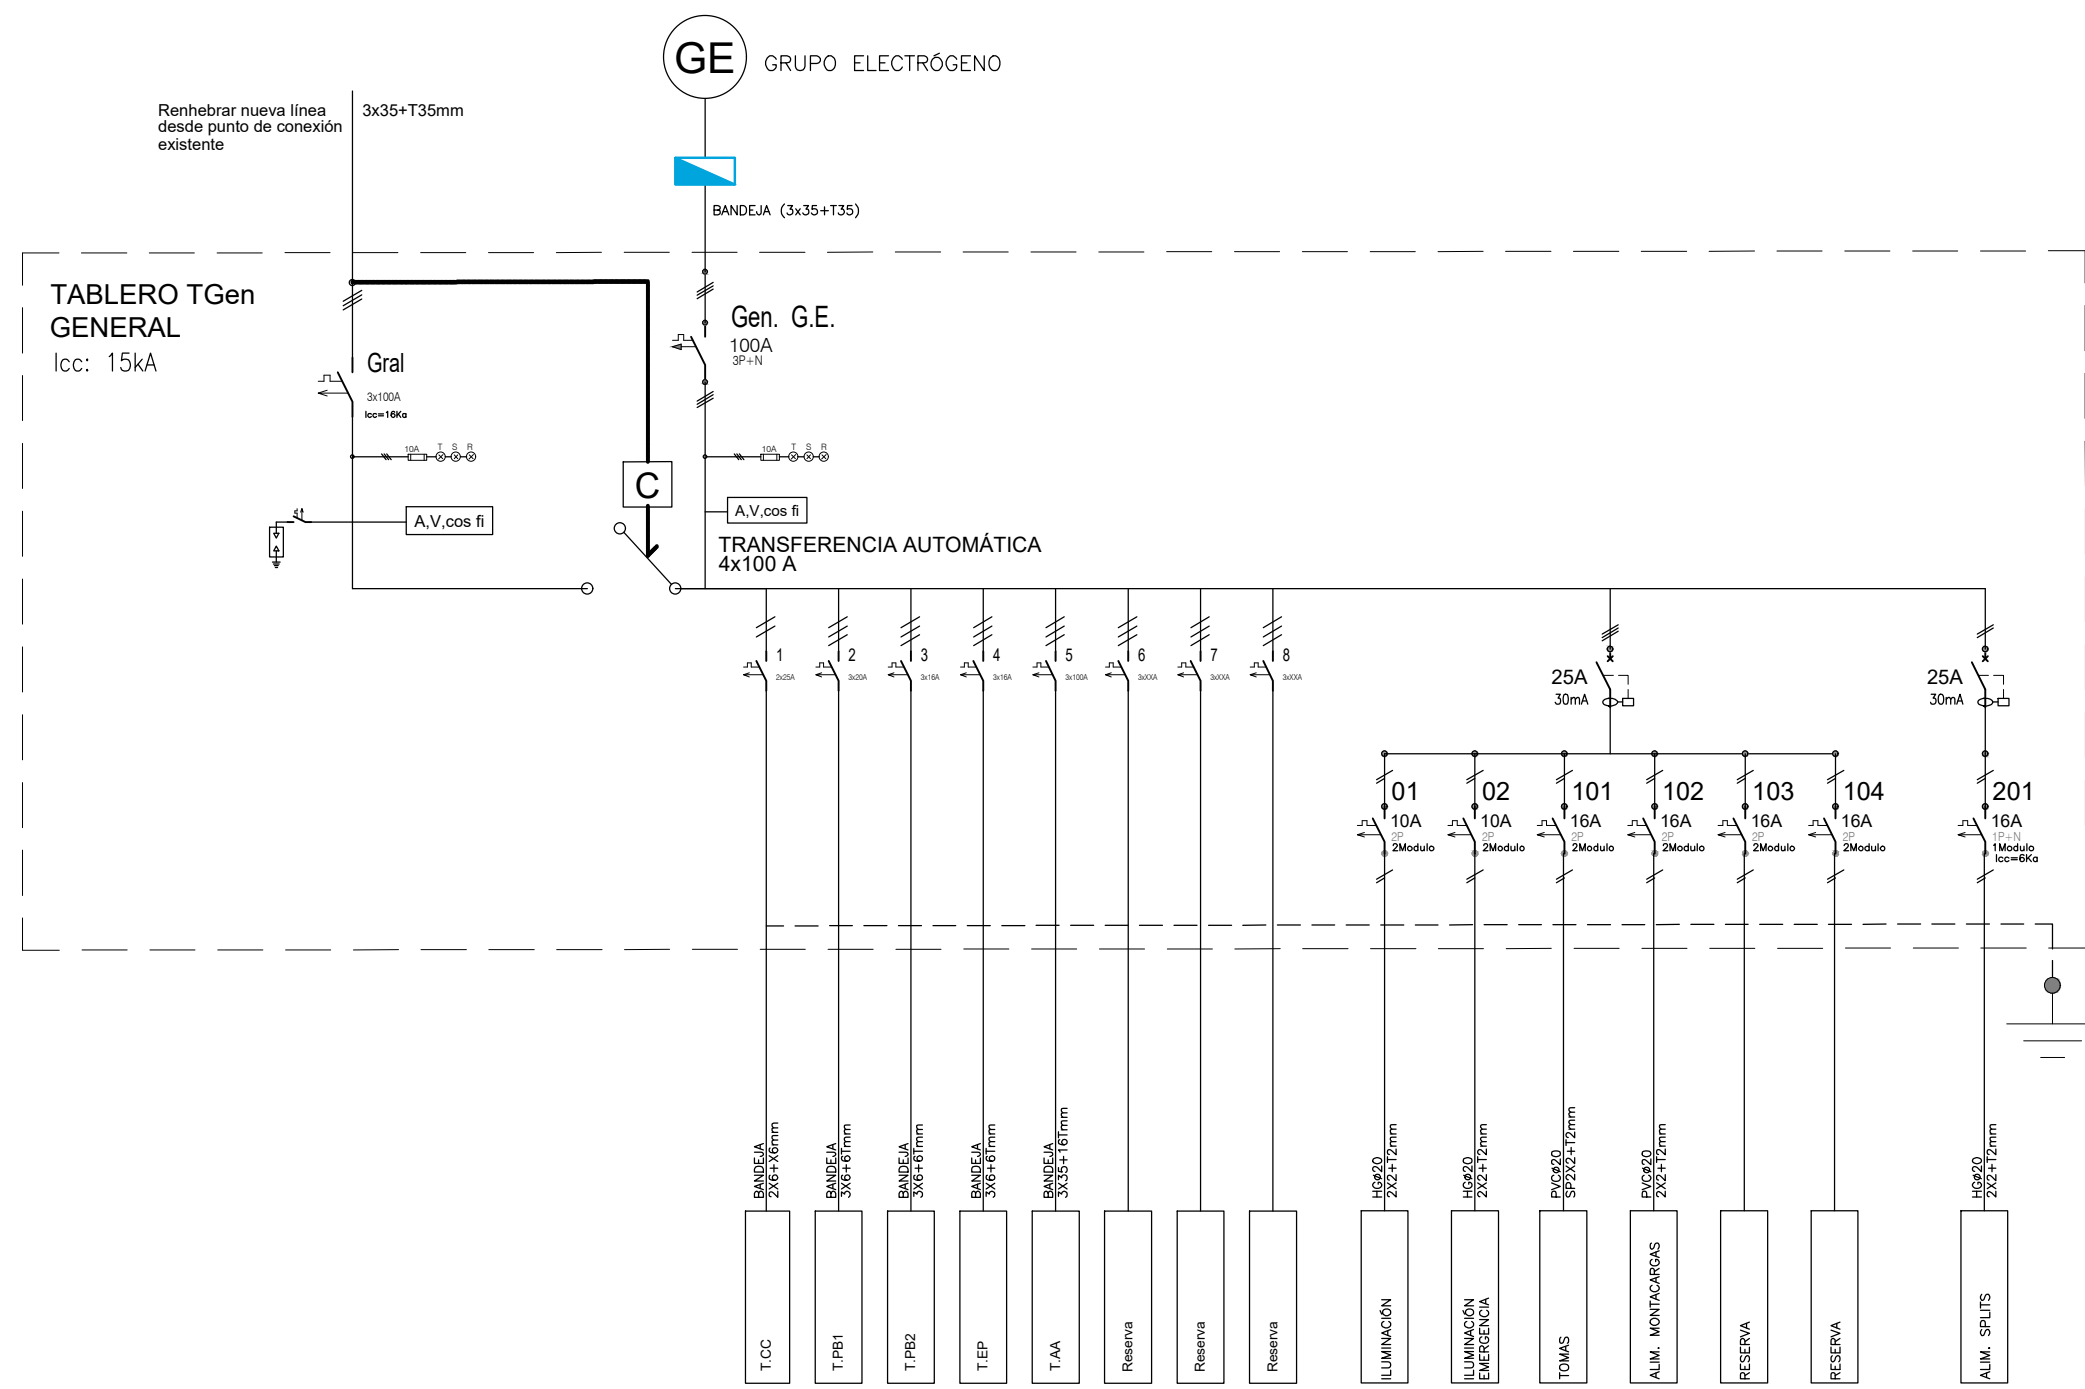 GE
GRUPO ELECTRÓGENO
Renhebrar nueva línea
desde punto de conexión
existente
3x35+T35mm
BANDEJA (3x35+T35)
TABLERO TGen
GENERAL
Icc: 15kA
Gral
3x100A
Icc=16Ka
Gen. G.E.
100A
3P+N
10A T S R
10A T S R
C
A,V,cos fi
A,V,cos fi
TRANSFERENCIA AUTOMÁTICA
4x100 A
1
2x25A
2
3x20A
3
3x16A
4
3x16A
5
3x100A
6
3xXXA
7
3xXXA
8
3xXXA
25A
30mA
25A
30mA
01
10A
2P
2Modulo
02
10A
2P
2Modulo
101
16A
2P
2Modulo
102
16A
2P
2Modulo
103
16A
2P
2Modulo
104
16A
2P
2Modulo
201
16A
1P+N
1Modulo
Icc=6Ka
BANDEJA
2X6+X6mm
BANDEJA
3X6+6Tmm
BANDEJA
3X6+6Tmm
BANDEJA
3X6+6Tmm
BANDEJA
3X35+16Tmm
HGø20
2X2+T2mm
HGø20
2X2+T2mm
PVCø20
SP2X2+T2mm
PVCø20
2X2+T2mm
HGø20
2X2+T2mm
T.CC
T.PB1
T.PB2
T.EP
T.AA
Reserva
Reserva
Reserva
ILUMINACIÓN
ILUMINACIÓN
EMERGENCIA
TOMAS
ALIM. MONTACARGAS
RESERVA
RESERVA
ALIM. SPLITS